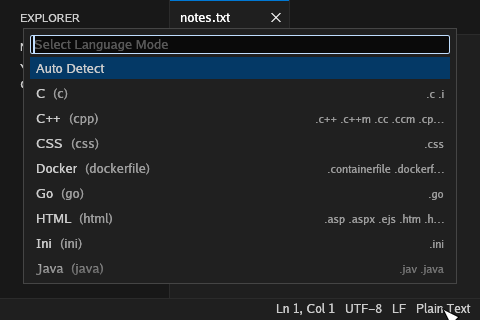 EXPLORER
notes.txt
Select Language Mode
Auto Detect
C (c) .c .i
C++ (cpp) .c++ .c++m .cc .ccm .cp...
CSS (css) .css
Docker (dockerfile) .containerfile .dockerf...
Go (go) .go
HTML (html) .asp .aspx .ejs .htm .h...
Ini (ini) .ini
Java (java) .jav .java
Ln 1, Col 1 UTF-8 LF Plain Text